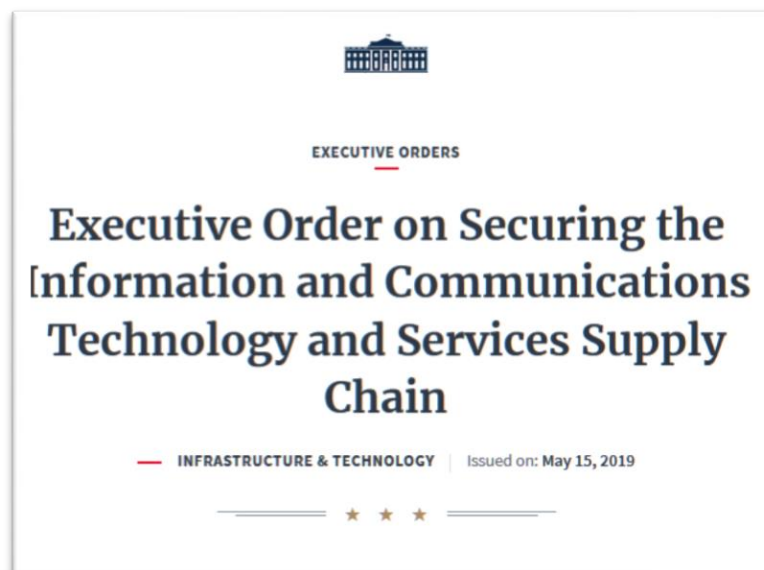 EXECUTIVE ORDERS
Executive Order on Securing the
Information and Communications
Technology and Services Supply
Chain
INFRASTRUCTURE & TECHNOLOGY Issued on: May 15, 2019